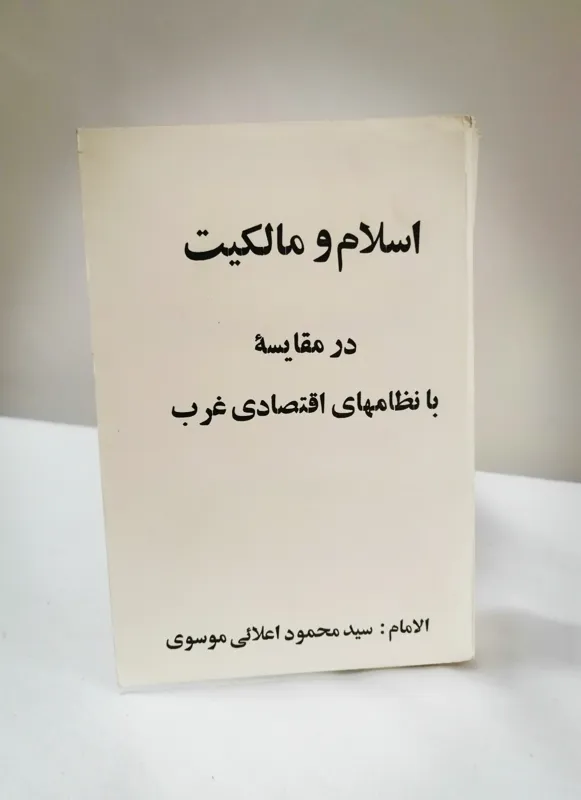 اسلام و مالکیت
در مقایسهٔ
با نظامهای اقتصادی غرب
الامام: سید محمود اعلائی موسوی